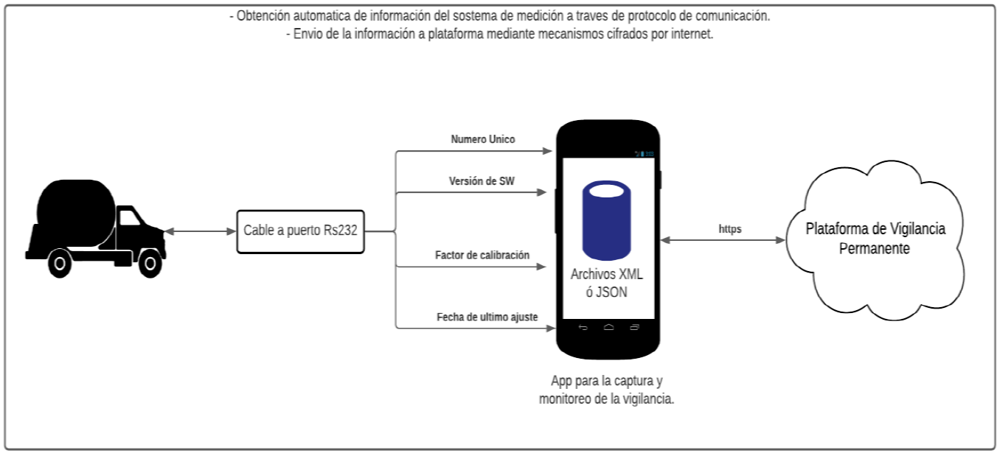 - Obtención automatica de información del sostema de medición a traves de protocolo de comunicación.
- Envio de la información a plataforma mediante mecanismos cifrados por internet.
Numero Unico
Versión de SW
Cable a puerto Rs232
Factor de calibración
Fecha de ultimo ajuste
Archivos XML
ó JSON
App para la captura y
monitoreo de la vigilancia.
https
Plataforma de Vigilancia
Permanente